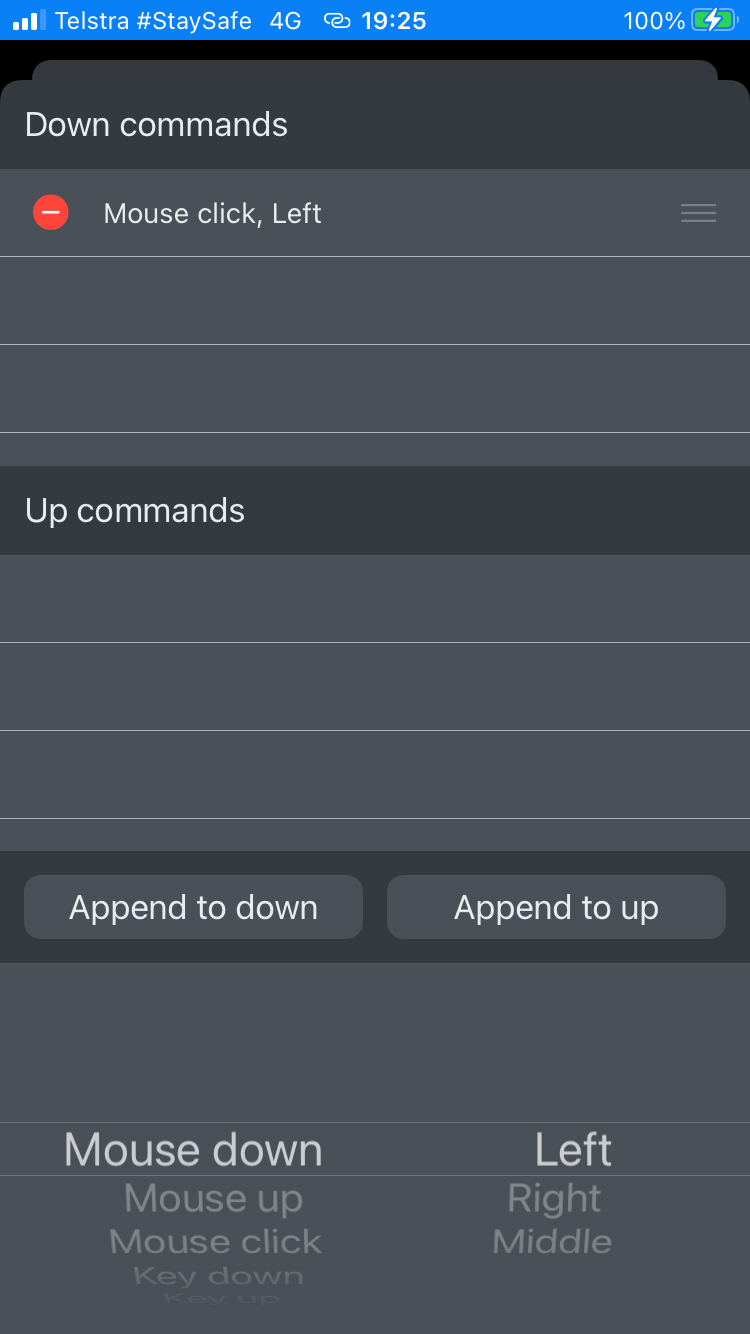 Telstra #StaySafe 4G 19:25 100%
Down commands
Mouse click, Left
Up commands
Append to down Append to up
Mouse down Left
Mouse up Right
Mouse click Middle
Key down
Key up